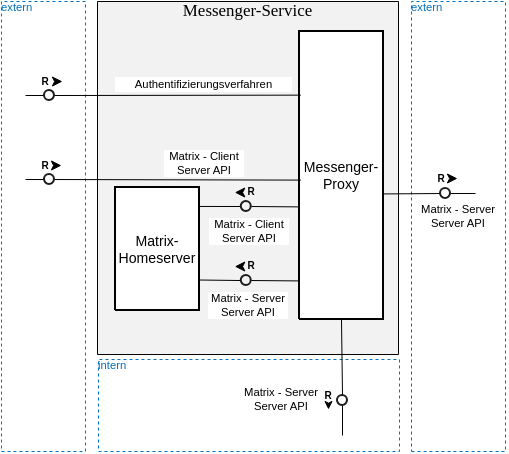 extern
Messenger-Service
extern
R
Authentifizierungsverfahren
R
Matrix - Client
Server API
Messenger-
Proxy
R
Matrix - Server
Server API
R
Matrix-
Homeserver
Matrix - Client
Server API
R
Matrix - Server
Server API
intern
Matrix - Server
Server API
R